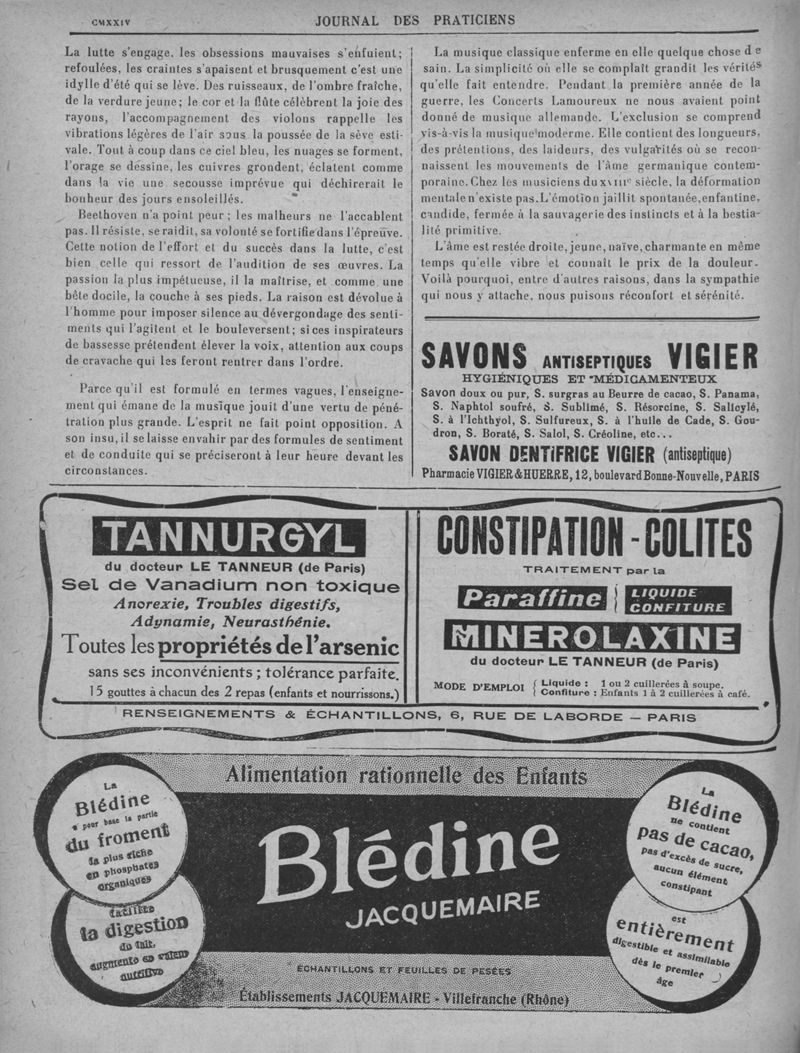 CMXXIV
JOURNAL DES PRATICIENS
La lutte s'engage, les obsessions mauvaises s'enfuient;
refoulées, les craintes s'apaisent et brusquement c'est une
idylle d'été qui se lève. Des ruisseaux, de l'ombre fraîche,
de la verdure jeune; le cor et la flûte célèbrent la joie des
rayons, l'accompagnement des violons rappelle les
vibrations légères de l'air sous la poussée de la sève esti-
vale. Tout à coup dans ce ciel bleu, les nuages se forment,
l'orage se dessine, les cuivres grondent, éclatent comme
dans la vie une secousse imprévue qui déchirerait le
bonheur des jours ensoleillés.
Beethoven n'a point peur; les malheurs ne l'accablent
pas. Il résiste, se raidit, sa volonté se fortifie dans l'épreuve.
Cette notion de l'effort et du succès dans la lutte, c'est
bien celle qui ressort de l'audition de ses œuvres. La
passion la plus impétueuse, il la maîtrise, et comme une
bête docile, la couche à ses pieds. La raison est dévolue à
l'homme pour imposer silence au dévergondage des senti-
ments qui l'agitent et le bouleversent; si ces inspirateurs
de bassesse prétendent élever la voix, attention aux coups
de cravache qui les feront rentrer dans l'ordre.
Parce qu'il est formulé en termes vagues, l'enseigne-
ment qui émane de la musique jouit d'une vertu de péné-
tration plus grande. L'esprit ne fait point opposition. A
son insu, il se laisse envahir par des formules de sentiment
et de conduite qui se préciseront à leur heure devant les
circonstances.
La musique classique enferme en elle quelque chose de
sain. La simplicité où elle se complaît grandit les vérités
qu'elle fait entendre. Pendant la première année de la
guerre, les Concerts Lamoureux ne nous avaient point
donné de musique allemande. L'exclusion se comprend
vis-à-vis la musique moderne. Elle contient des longueurs,
des prétentions, des laideurs, des vulgarités où se recon-
naissent les mouvements de l'âme germanique contem-
poraine. Chez les musiciens du XVIIIe siècle, la déformation
mentale n'existe pas. L'émotion jaillit spontanée, enfantine,
candide, fermée à la sauvagerie des instincts et à la bestia-
lité primitive.
L'âme est restée droite, jeune, naïve, charmante en même
temps qu'elle vibre et connaît le prix de la douleur.
Voilà pourquoi, entre d'autres raisons, dans la sympathie
qui nous y attache, nous puisons réconfort et sérénité.
SAVONS ANTISEPTIQUES VIGIER
HYGIÉNIQUES ET MÉDICAMENTEUX
Savon doux ou pur, S. surgras au Beurre de cacao, S. Panama,
S. Naphtol soufré, S. Sublimé, S. Résorcine, S. Salicylé,
S. à l'Ichthyol, S. Sulfureux, S. à l'huile de Cade, S. Gou-
dron, S. Boraté, S. Salol, S. Créoline, etc...
SAVON DENTIFRICE VIGIER (antiseptique)
Pharmacie VIGIER & HUERRE, 12, boulevard Bonne-Nouvelle, PARIS
TANNURGYL
du docteur LE TANNEUR (de Paris)
Sel de Vanadium non toxique
Anorexie, Troubles digestifs,
Adynamie, Neurasthénie.
Toutes les propriétés de l'arsenic
sans ses inconvénients; tolérance parfaite.
15 gouttes à chacun des 2 repas (enfants et nourrissons.)
CONSTIPATION - COLITES
TRAITEMENT par la
Paraffine { LIQUIDE
CONFITURE
MINEROLAXINE
du docteur LE TANNEUR (de Paris)
MODE D'EMPLOI { Liquide : 1 ou 2 cuillerées à soupe.
Confiture : Enfants 1 à 2 cuillerées à café.
RENSEIGNEMENTS & ÉCHANTILLONS, 6, RUE DE LABORDE — PARIS
Alimentation rationnelle des Enfants
La
Blédine
a pour base la partie
du froment
la plus riche
en phosphates
organiques
facilite
la digestion
du lait,
augmente sa valeur
nutritive
Blédine
JACQUEMAIRE
ÉCHANTILLONS ET FEUILLES DE PESÉES
Établissements JACQUEMAIRE - Villefranche (Rhône)
La
Blédine
ne contient
pas de cacao,
pas d'excès de sucre,
aucun élément
constipant
est
entièrement
digestible et assimilable
dès le premier
âge